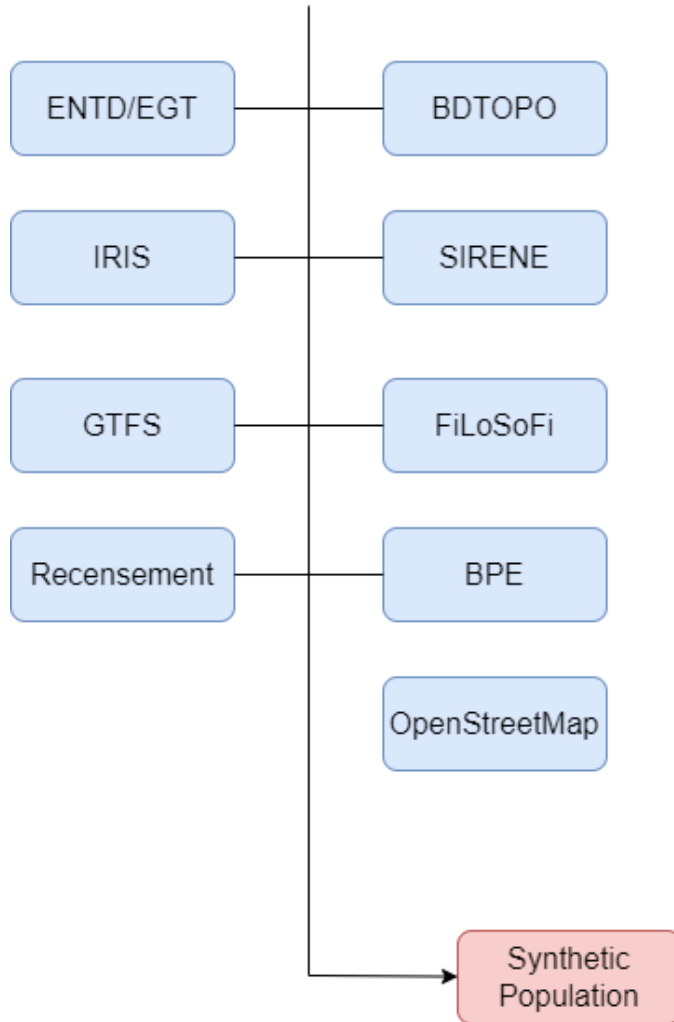 ENTD/EGT
BDTOPO
IRIS
SIRENE
GTFS
FiLoSoFi
Recensement
BPE
OpenStreetMap
Synthetic
Population